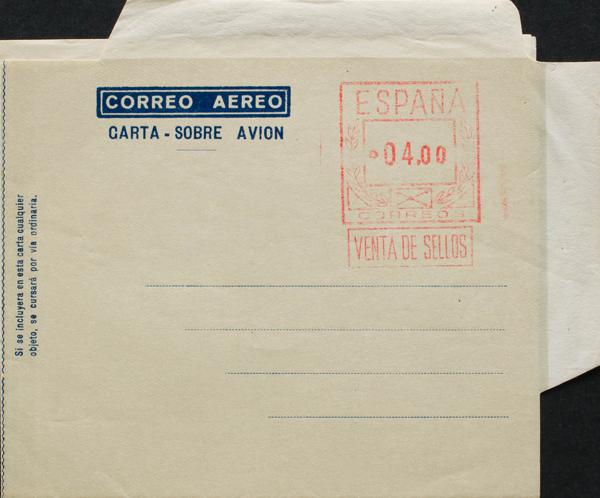 CORREO AEREO
CARTA - SOBRE AVION
ESPAÑA
04,00
CORREOS
VENTA DE SELLOS
Si se incluyera en esta carta cualquier
objeto, se cursará por vía ordinaria.